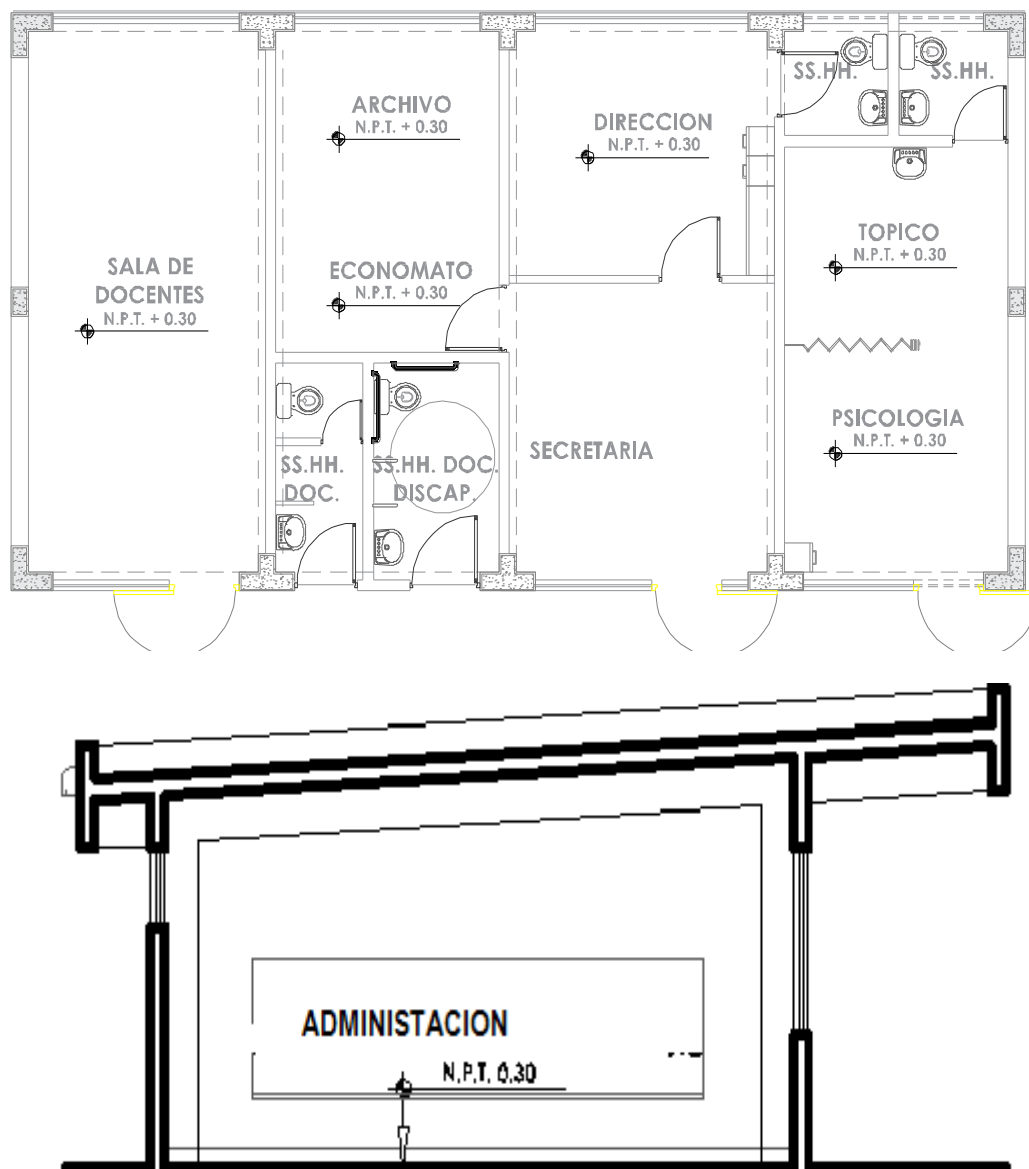 SS.HH.
SS.HH.
ARCHIVO
N.P.T. + 0.30
DIRECCION
N.P.T. + 0.30
TOPICO
N.P.T. + 0.30
SALA DE
DOCENTES
N.P.T. + 0.30
ECONOMATO
N.P.T. + 0.30
PSICOLOGIA
N.P.T. + 0.30
SECRETARIA
SS.HH.
DOC.
SS.HH. DOC.
DISCAP.
ADMINISTACION
N.P.T. 0.30